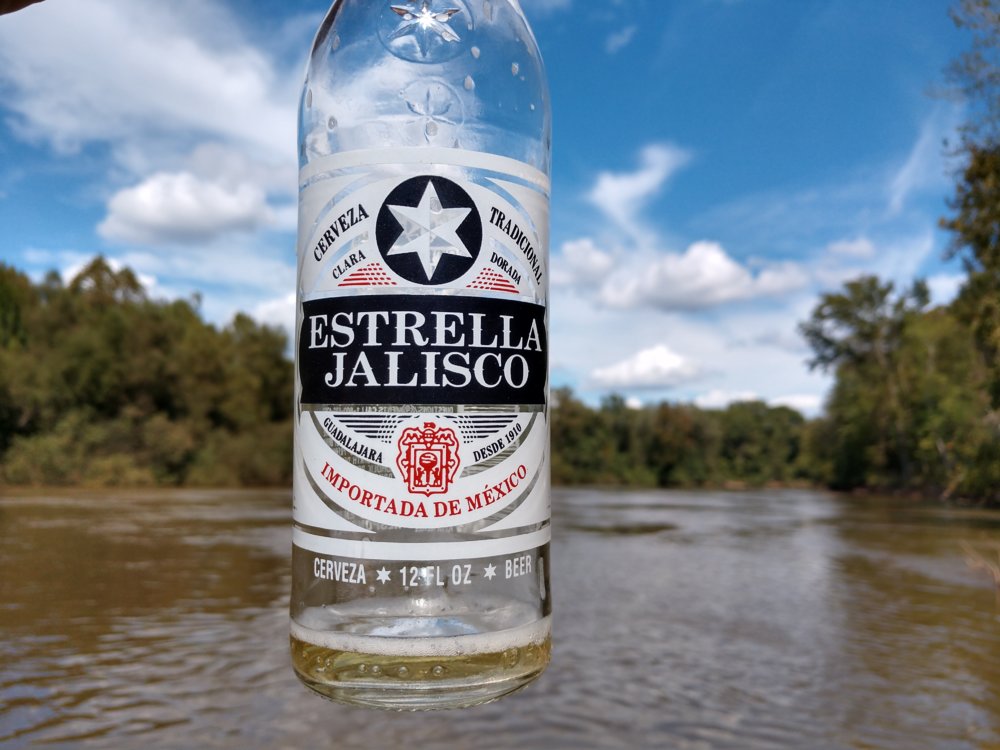 CERVEZA TRADICIONAL
CLARA DORADA
ESTRELLA
JALISCO
GUADALAJARA DESDE 1910
IMPORTADA DE MÉXICO
CERVEZA ✶ 12 FL OZ ✶ BEER